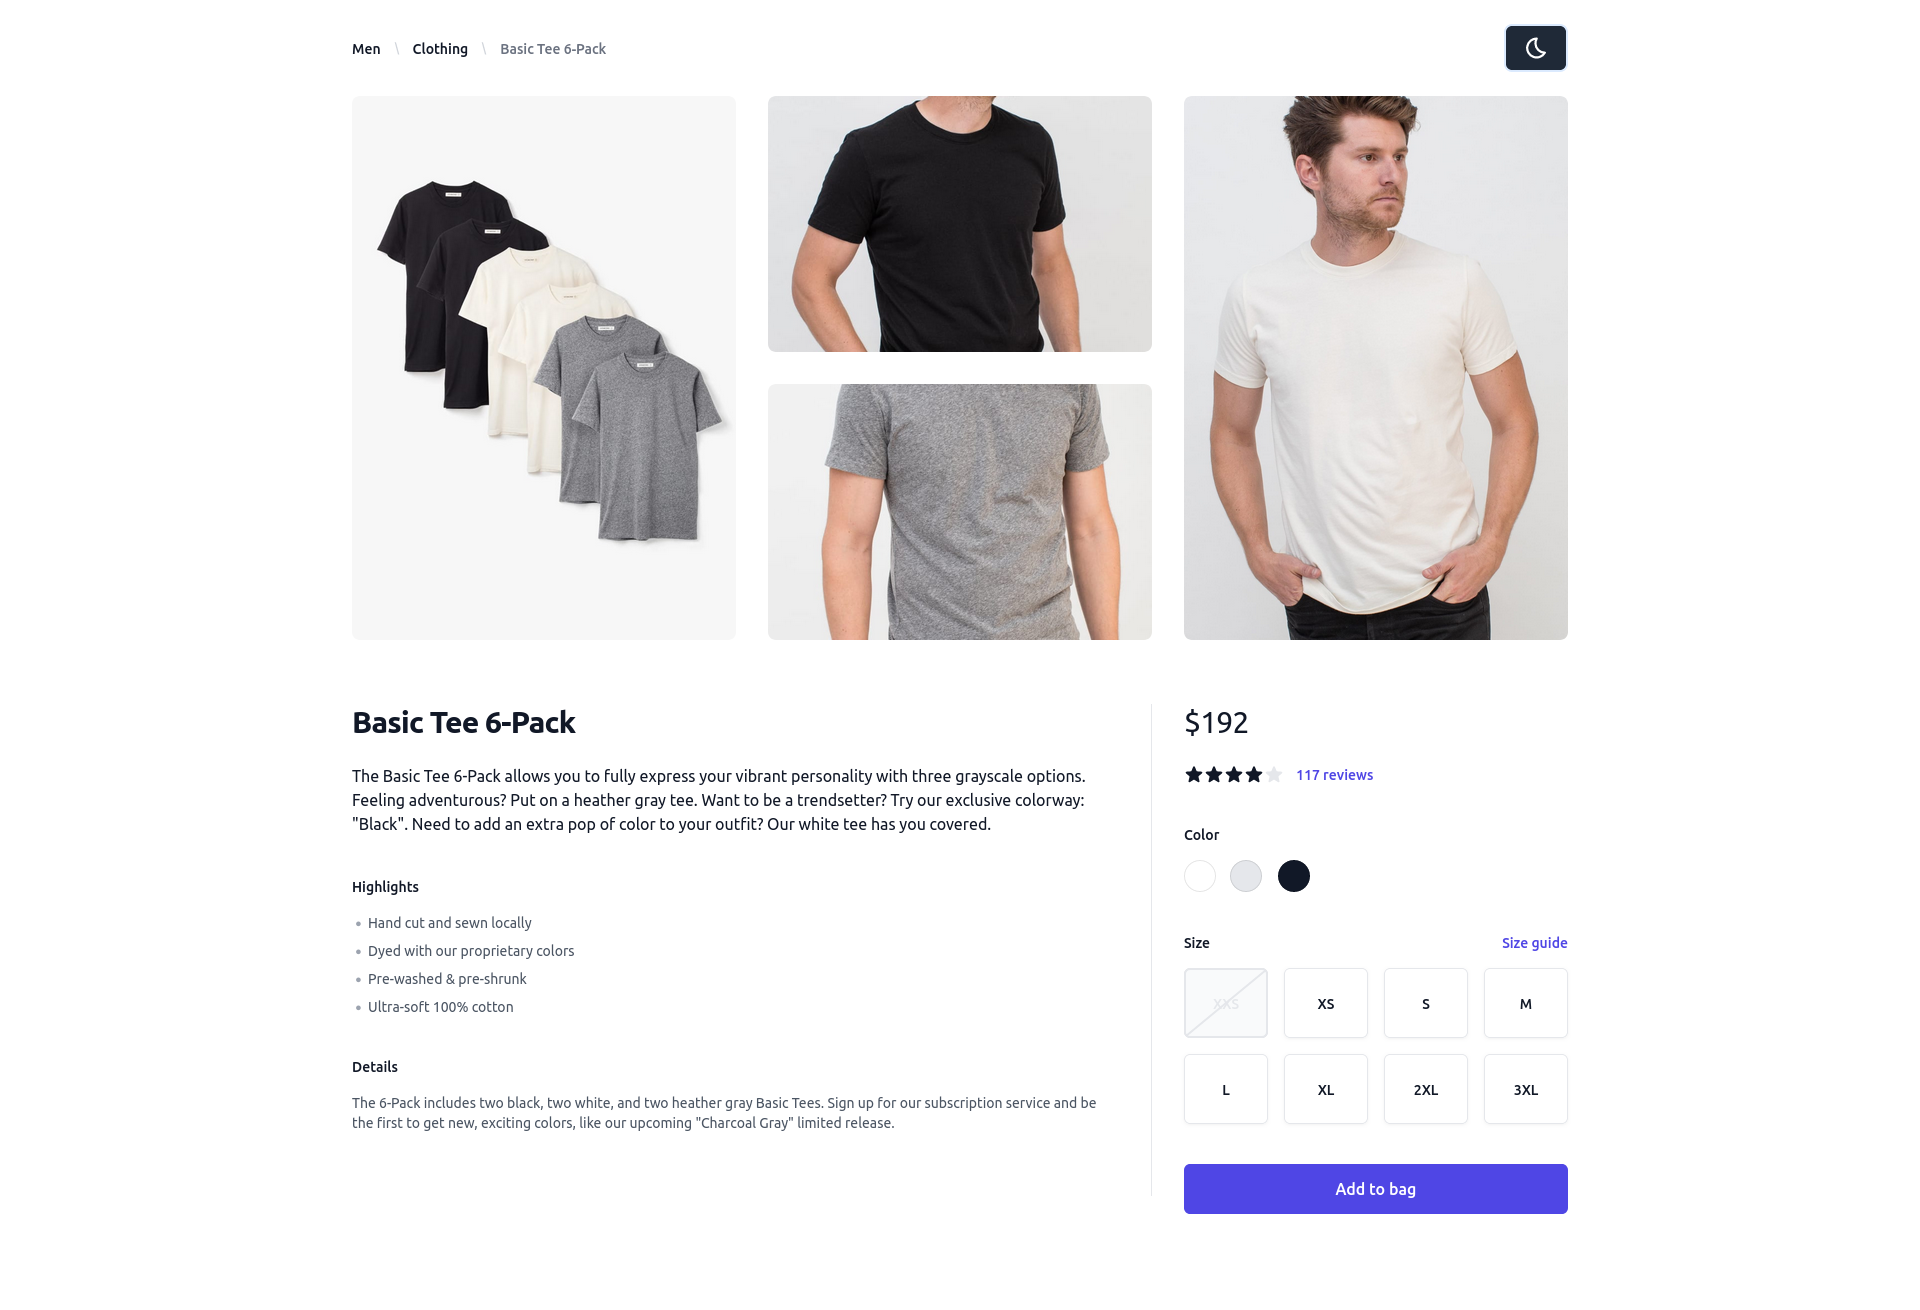 Men \ Clothing \ Basic Tee 6-Pack
Basic Tee 6-Pack
The Basic Tee 6-Pack allows you to fully express your vibrant personality with three grayscale options.
Feeling adventurous? Put on a heather gray tee. Want to be a trendsetter? Try our exclusive colorway:
"Black". Need to add an extra pop of color to your outfit? Our white tee has you covered.
Highlights
• Hand cut and sewn locally
• Dyed with our proprietary colors
• Pre-washed & pre-shrunk
• Ultra-soft 100% cotton
Details
The 6-Pack includes two black, two white, and two heather gray Basic Tees. Sign up for our subscription service and be
the first to get new, exciting colors, like our upcoming "Charcoal Gray" limited release.
$192
117 reviews
Color
Size Size guide
XXS XS S M
L XL 2XL 3XL
Add to bag